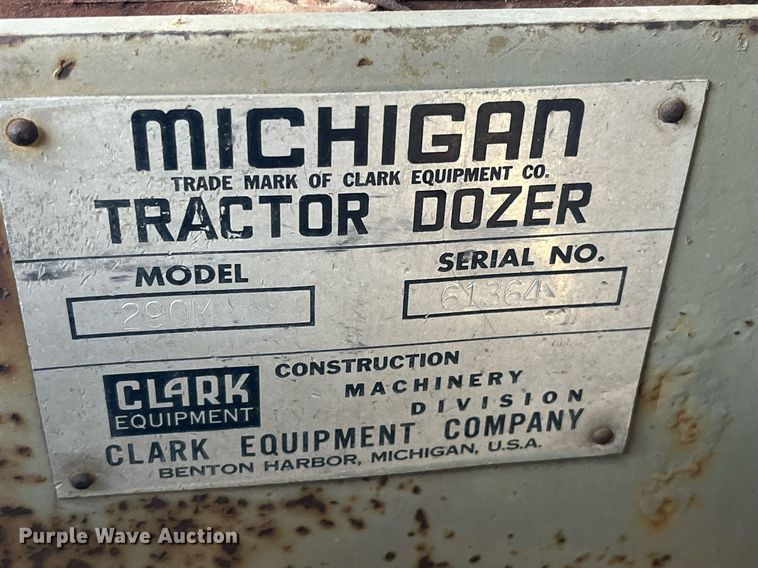 MICHIGAN
TRADE MARK OF CLARK EQUIPMENT CO.
TRACTOR DOZER
MODEL
290M
SERIAL NO.
61364
CLARK
EQUIPMENT
CONSTRUCTION
MACHINERY
DIVISION
CLARK EQUIPMENT COMPANY
BENTON HARBOR, MICHIGAN, U.S.A.
Purple Wave Auction